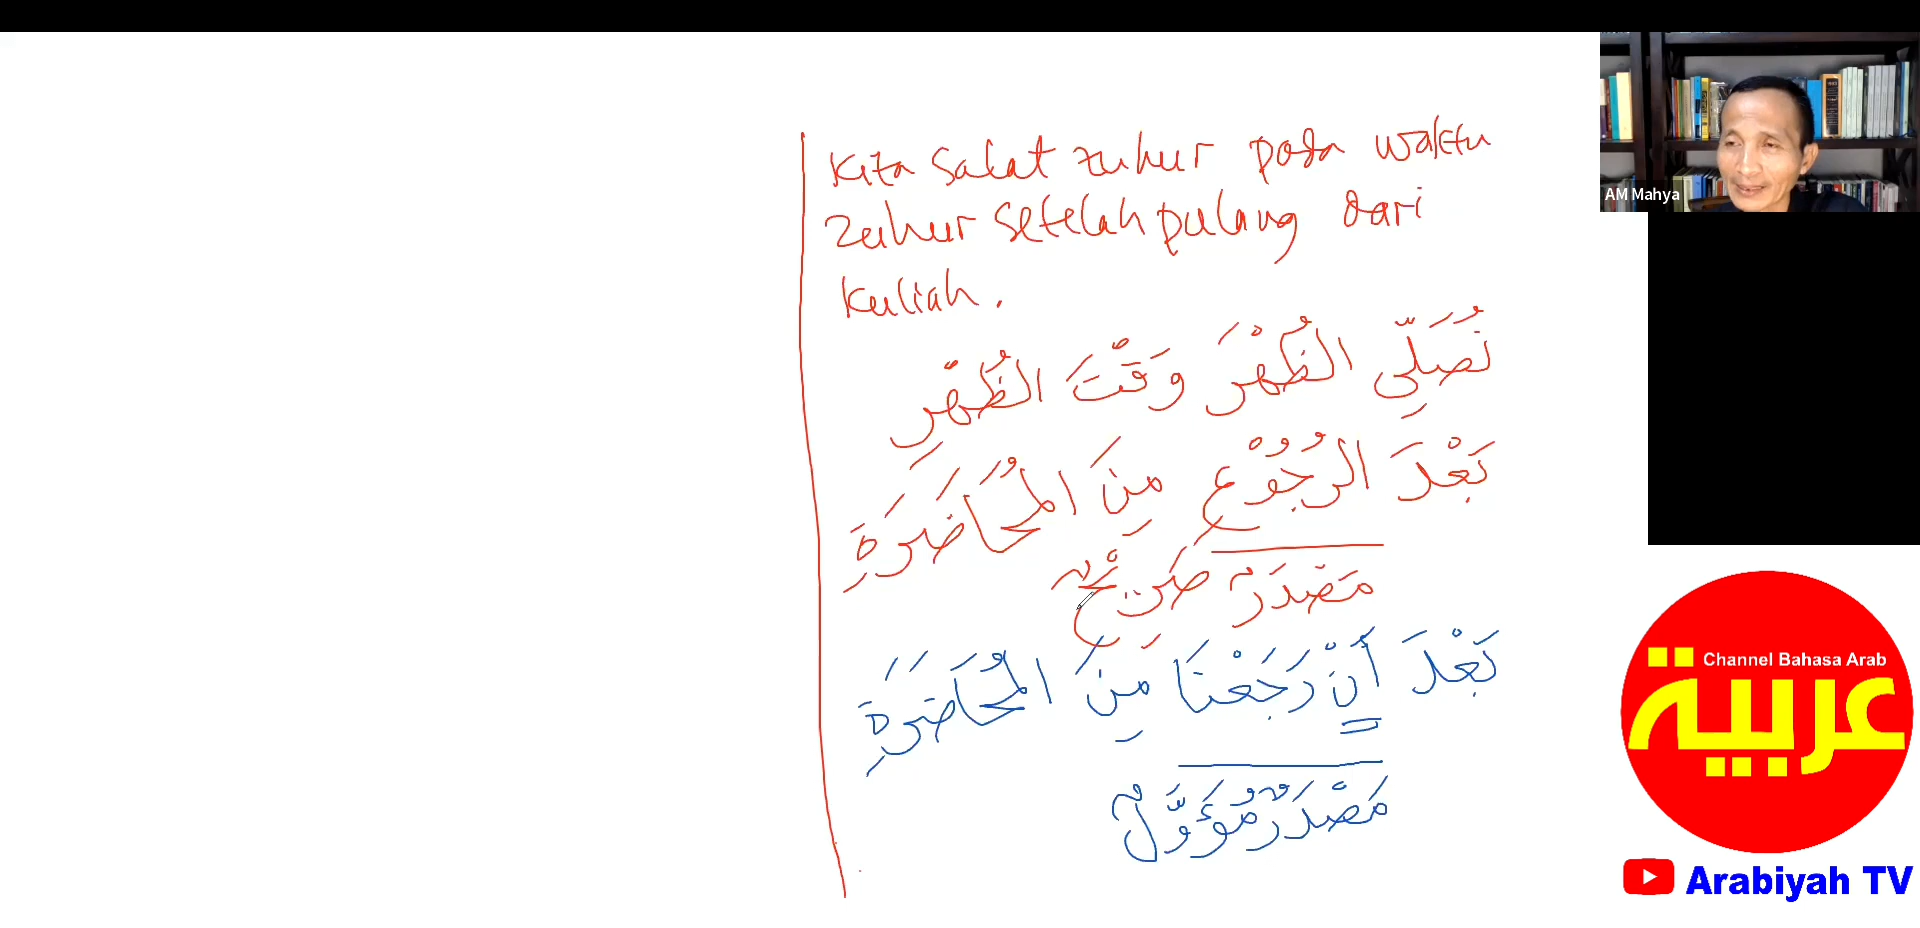 Kita Salat zuhur pada waktu
zuhur setelah pulang dari
kuliah.
نُصَلِّي الظُهْرَ وَقْتَ الظُهْرِ
بَعْدَ الرُجُوْعِ مِنَ المُحَاضَرَةِ
مَصْدَرٌ صَرِيْحٌ
بَعْدَ أَنْ رَجَعْنَا مِنَ المُحَاضَرَةِ
مَصْدَرٌ مُؤَوَّلٌ
AM Mahya
Channel Bahasa Arab
عربية
Arabiyah TV